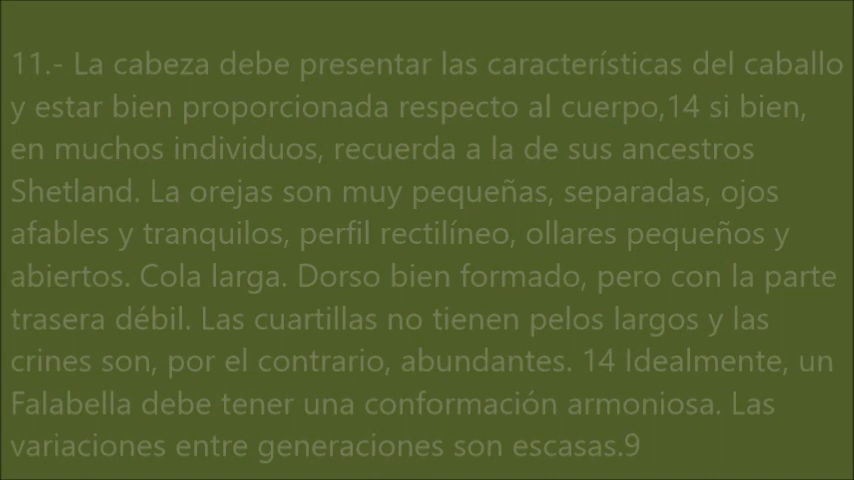 11.- La cabeza debe presentar las características del caballo
y estar bien proporcionada respecto al cuerpo,14 si bien,
en muchos individuos, recuerda a la de sus ancestros
Shetland. La orejas son muy pequeñas, separadas, ojos
afables y tranquilos, perfil rectilíneo, ollares pequeños y
abiertos. Cola larga. Dorso bien formado, pero con la parte
trasera débil. Las cuartillas no tienen pelos largos y las
crines son, por el contrario, abundantes. 14 Idealmente, un
Falabella debe tener una conformación armoniosa. Las
variaciones entre generaciones son escasas.9